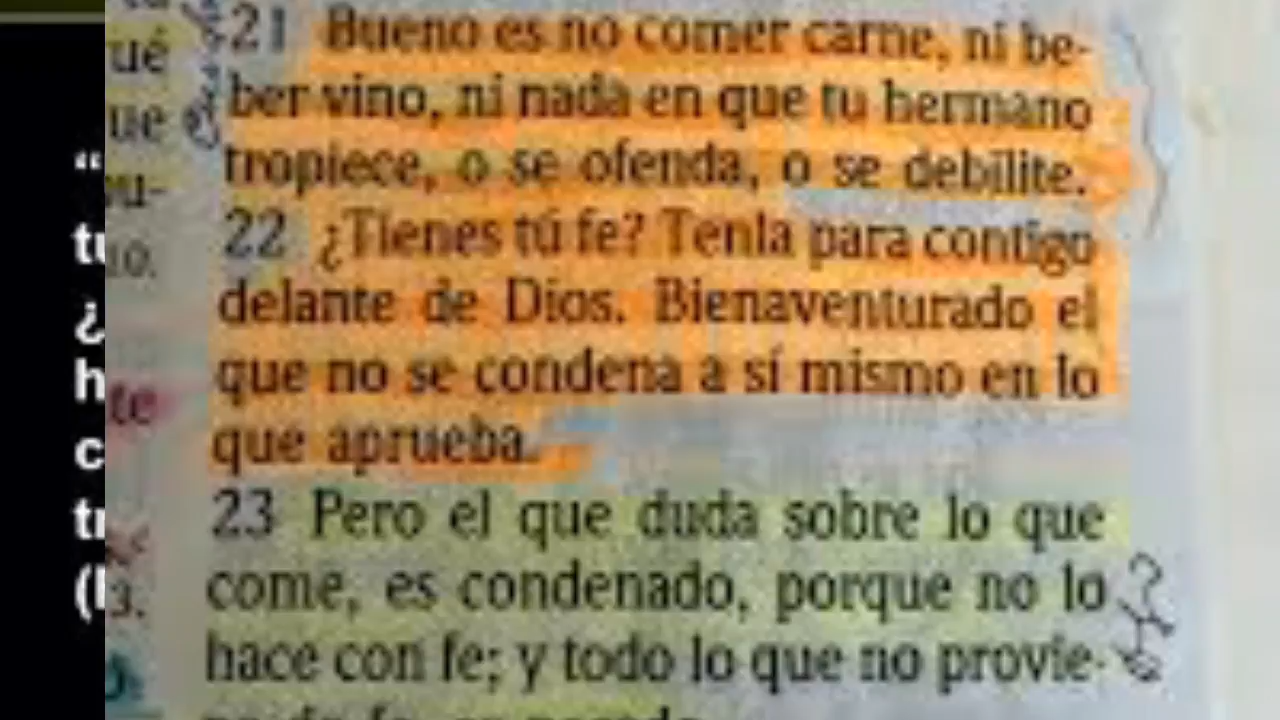 21 Bueno es no comer carne, ni be-
ber vino, ni nada en que tu hermano
tropiece, o se ofenda, o se debilite.
22 ¿Tienes tú fe? Tenla para contigo
delante de Dios. Bienaventurado el
que no se condena a sí mismo en lo
que aprueba.
23 Pero el que duda sobre lo que
come, es condenado, porque no lo
hace con fe; y todo lo que no provie-